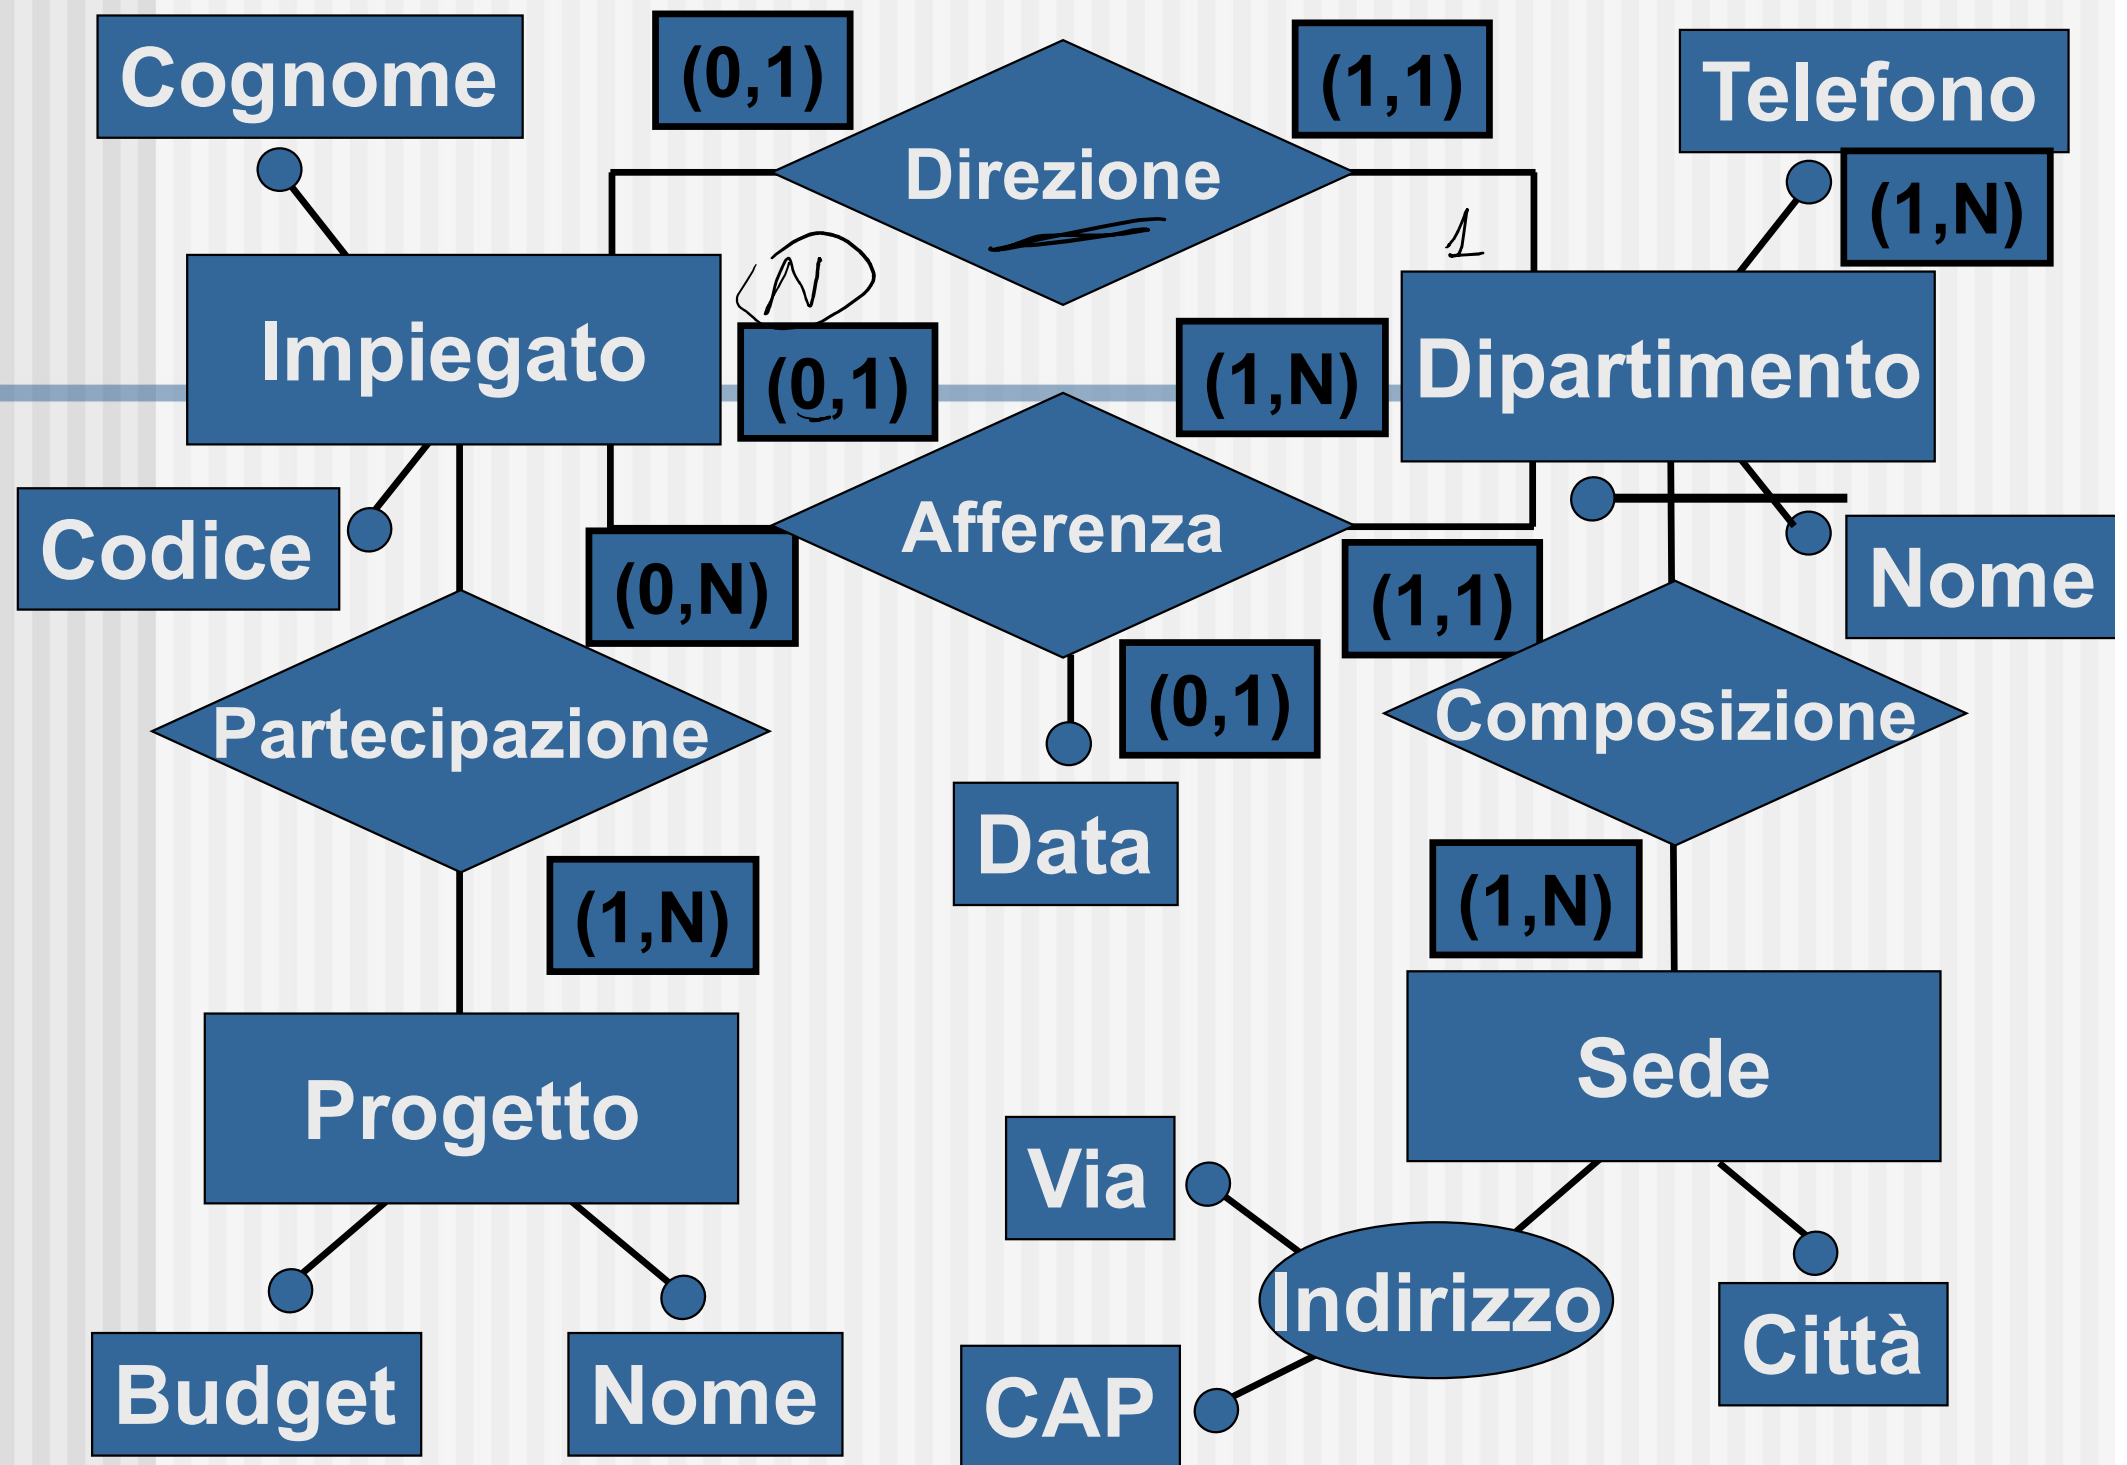 Cognome
(0,1)
(1,1)
Telefono
Direzione
(1,N)
N
1
Impiegato
(0,1)
(1,N)
Dipartimento
Codice
(0,N)
Afferenza
(1,1)
Nome
Partecipazione
(0,1)
Composizione
Data
(1,N)
(1,N)
Progetto
Sede
Via
Indirizzo
Città
Budget
Nome
CAP